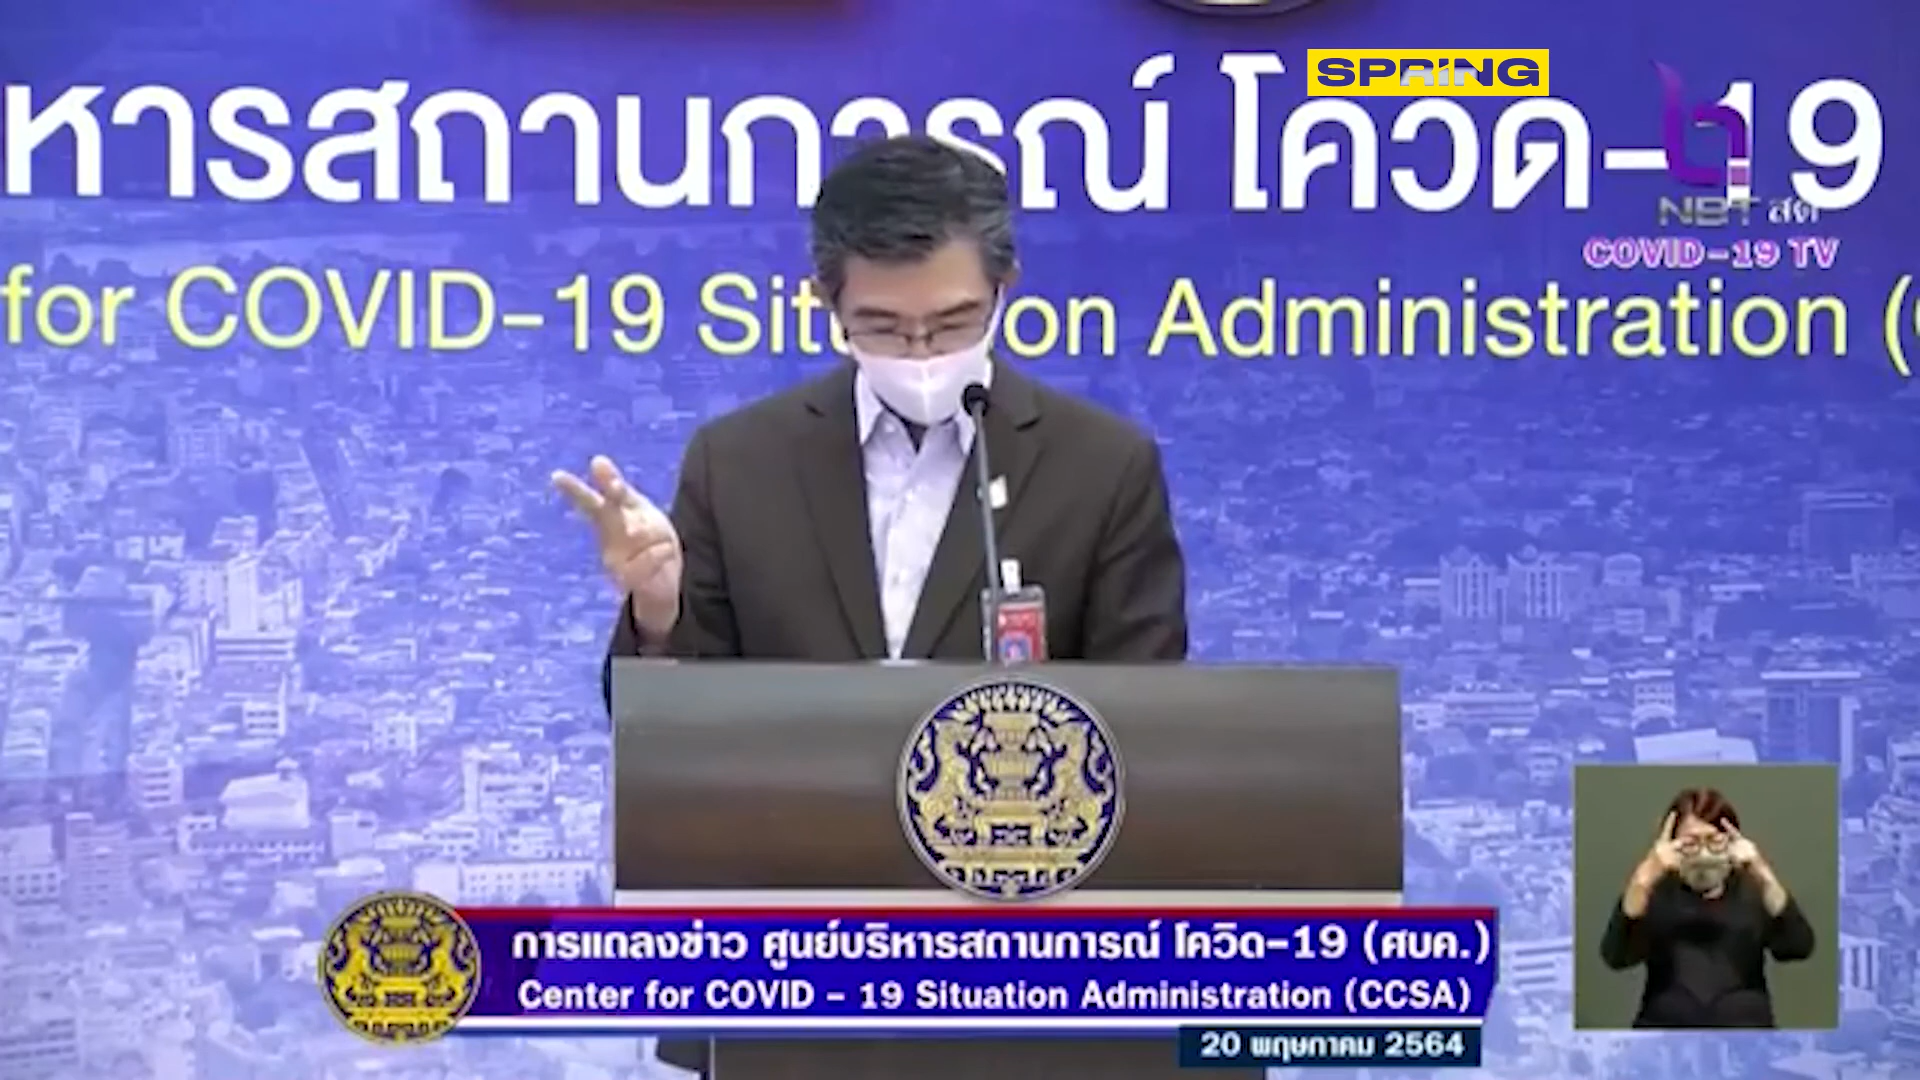 SPRING
หารสถานการณ์ โควิด-19
NBT สด
COVID-19 TV
for COVID-19 Situation Administration (
การแถลงข่าว ศูนย์บริหารสถานการณ์ โควิด-19 (ศบค.)
Center for COVID - 19 Situation Administration (CCSA)
20 พฤษภาคม 2564